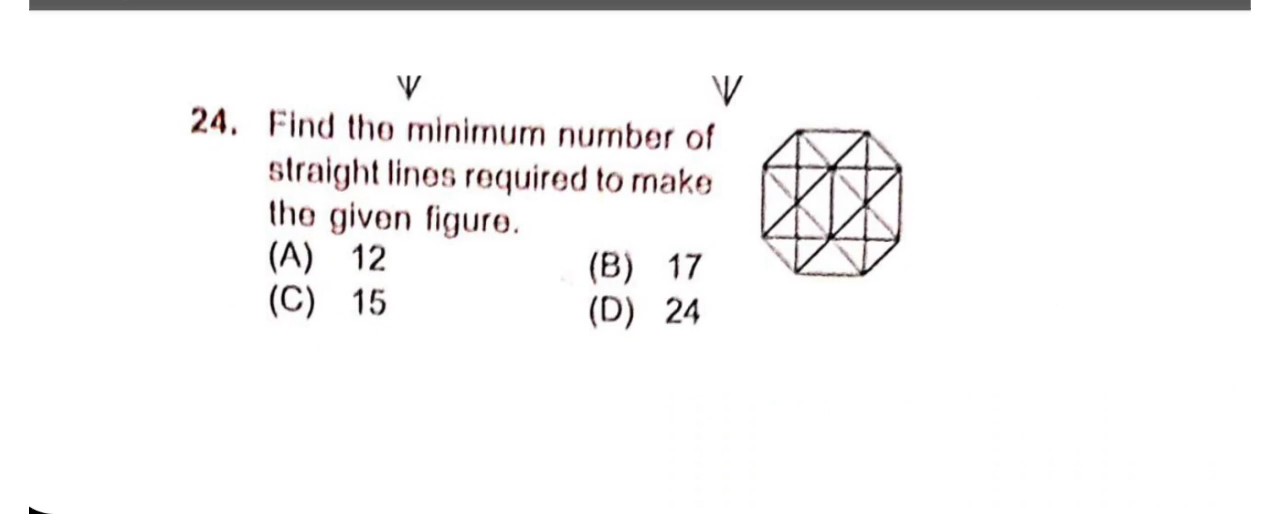 24. Find the minimum number of
straight lines required to make
the given figure.
(A) 12 (B) 17
(C) 15 (D) 24